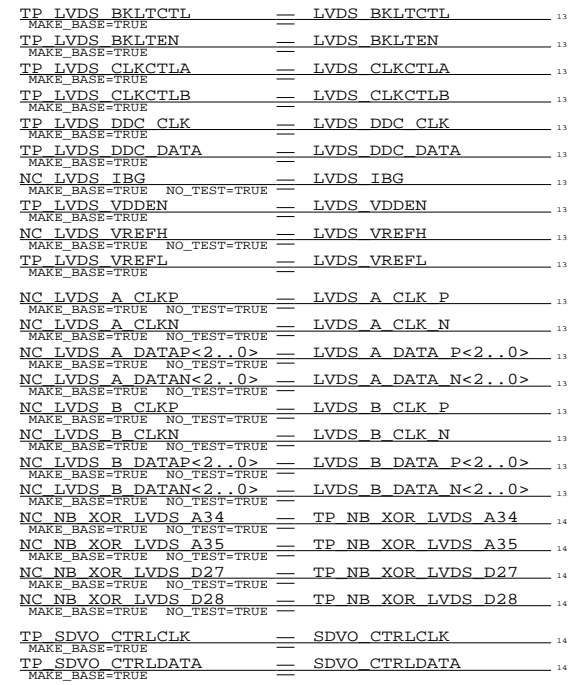 TP_LVDS_BKLTCTL LVDS_BKLTCTL 13
MAKE_BASE=TRUE
TP_LVDS_BKLTEN LVDS_BKLTEN 13
MAKE_BASE=TRUE
TP_LVDS_CLKCTLA LVDS_CLKCTLA 13
MAKE_BASE=TRUE
TP_LVDS_CLKCTLB LVDS_CLKCTLB 13
MAKE_BASE=TRUE
TP_LVDS_DDC_CLK LVDS_DDC_CLK 13
MAKE_BASE=TRUE
TP_LVDS_DDC_DATA LVDS_DDC_DATA 13
MAKE_BASE=TRUE
NC_LVDS_IBG LVDS_IBG 13
MAKE_BASE=TRUE NO_TEST=TRUE
TP_LVDS_VDDEN LVDS_VDDEN 13
MAKE_BASE=TRUE
NC_LVDS_VREFH LVDS_VREFH 13
MAKE_BASE=TRUE NO_TEST=TRUE
TP_LVDS_VREFL LVDS_VREFL 13
MAKE_BASE=TRUE
NC_LVDS_A_CLKP LVDS_A_CLK_P 13
MAKE_BASE=TRUE NO_TEST=TRUE
NC_LVDS_A_CLKN LVDS_A_CLK_N 13
MAKE_BASE=TRUE NO_TEST=TRUE
NC_LVDS_A_DATAP<2..0> LVDS_A_DATA_P<2..0> 13
MAKE_BASE=TRUE NO_TEST=TRUE
NC_LVDS_A_DATAN<2..0> LVDS_A_DATA_N<2..0> 13
MAKE_BASE=TRUE NO_TEST=TRUE
NC_LVDS_B_CLKP LVDS_B_CLK_P 13
MAKE_BASE=TRUE NO_TEST=TRUE
NC_LVDS_B_CLKN LVDS_B_CLK_N 13
MAKE_BASE=TRUE NO_TEST=TRUE
NC_LVDS_B_DATAP<2..0> LVDS_B_DATA_P<2..0> 13
MAKE_BASE=TRUE NO_TEST=TRUE
NC_LVDS_B_DATAN<2..0> LVDS_B_DATA_N<2..0> 13
MAKE_BASE=TRUE NO_TEST=TRUE
NC_NB_XOR_LVDS_A34 TP_NB_XOR_LVDS_A34 14
MAKE_BASE=TRUE NO_TEST=TRUE
NC_NB_XOR_LVDS_A35 TP_NB_XOR_LVDS_A35 14
MAKE_BASE=TRUE NO_TEST=TRUE
NC_NB_XOR_LVDS_D27 TP_NB_XOR_LVDS_D27 14
MAKE_BASE=TRUE NO_TEST=TRUE
NC_NB_XOR_LVDS_D28 TP_NB_XOR_LVDS_D28 14
MAKE_BASE=TRUE NO_TEST=TRUE
TP_SDVO_CTRLCLK SDVO_CTRLCLK 14
MAKE_BASE=TRUE
TP_SDVO_CTRLDATA SDVO_CTRLDATA 14
MAKE_BASE=TRUE